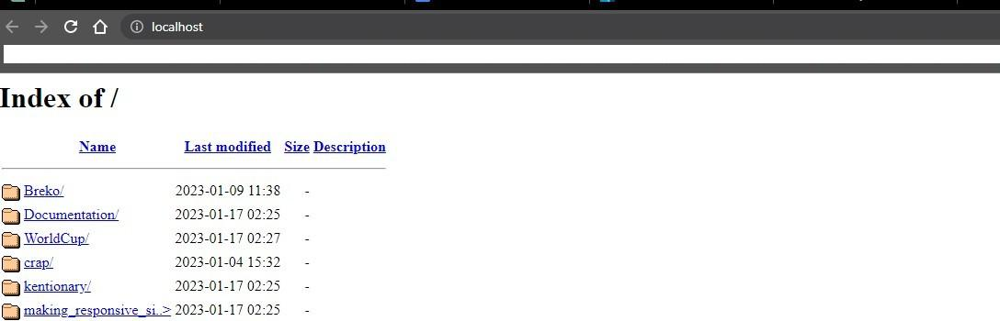 localhost
Index of /
Name Last modified Size Description
Breko/ 2023-01-09 11:38 -
Documentation/ 2023-01-17 02:25 -
WorldCup/ 2023-01-17 02:27 -
crap/ 2023-01-04 15:32 -
kentionary/ 2023-01-17 02:25 -
making_responsive_si..> 2023-01-17 02:25 -